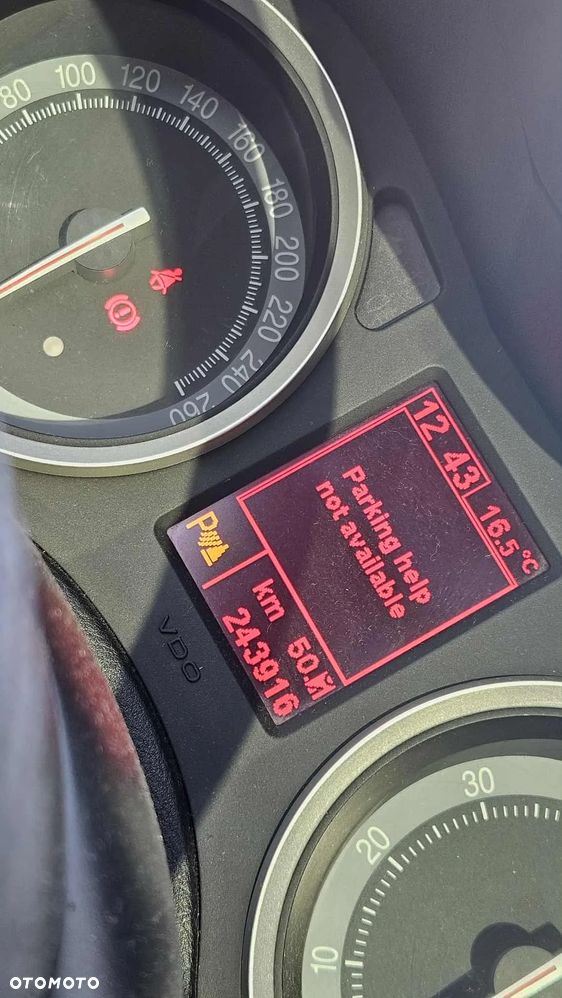 80 100 120 140 160 180 200 220 240 260
12 43 16.5 °C
Parking help
not available
P
km
243916
VDO
10 20 30
OTOMOTO